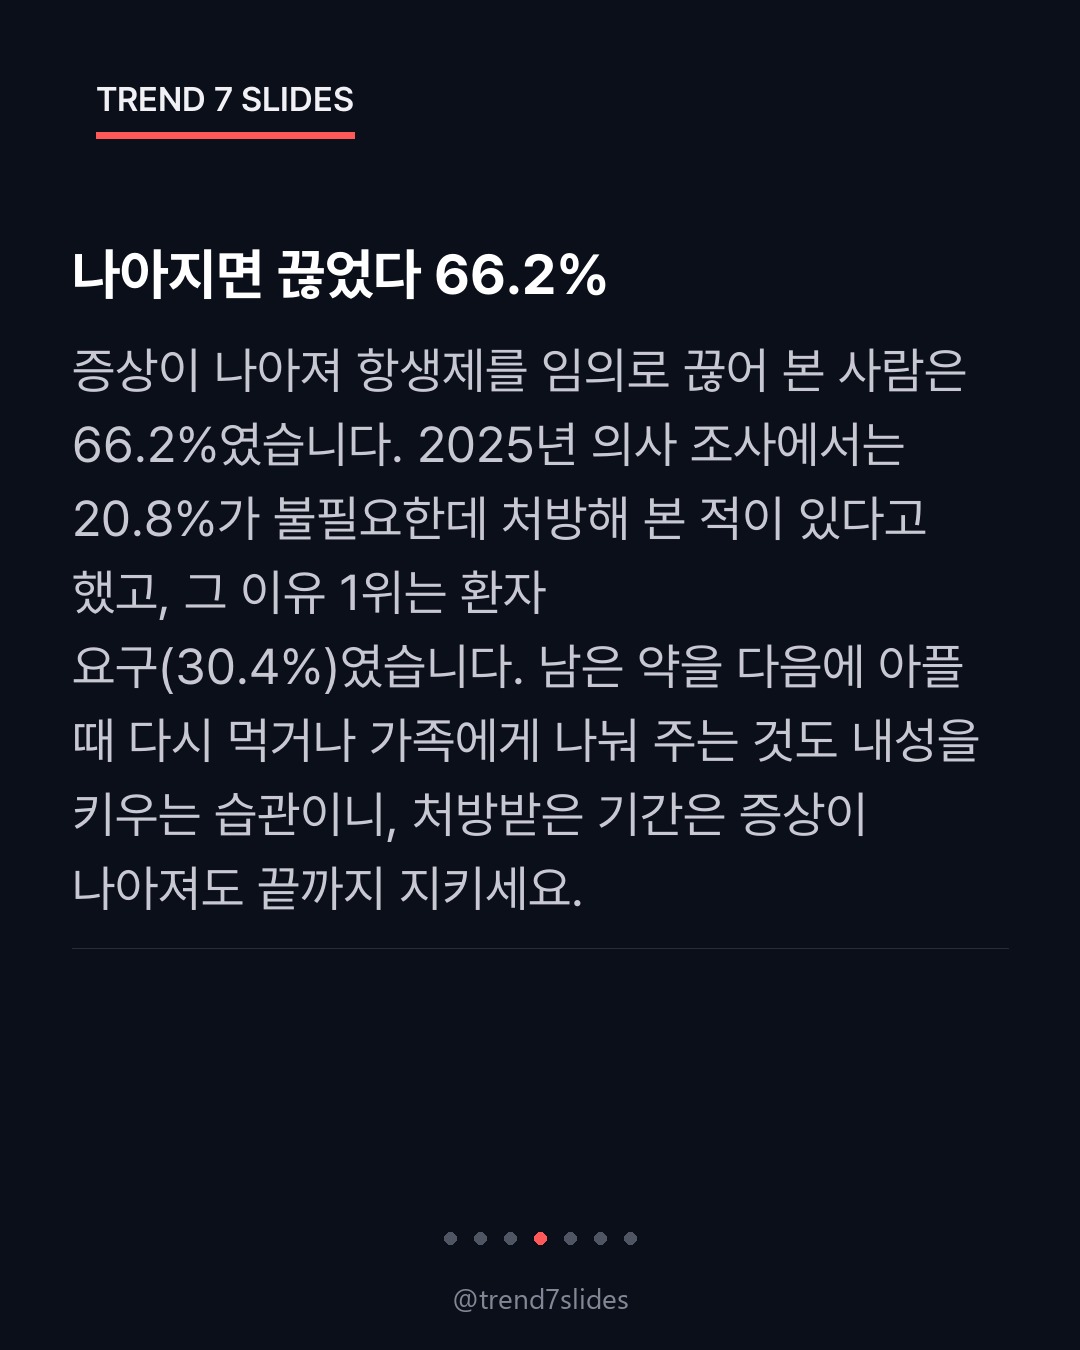 TREND 7 SLIDES
나아지면 끊었다 66.2%
증상이 나아져 항생제를 임의로 끊어 본 사람은
66.2%였습니다. 2025년 의사 조사에서는
20.8%가 불필요한데 처방해 본 적이 있다고
했고, 그 이유 1위는 환자
요구(30.4%)였습니다. 남은 약을 다음에 아플
때 다시 먹거나 가족에게 나눠 주는 것도 내성을
키우는 습관이니, 처방받은 기간은 증상이
나아져도 끝까지 지키세요.
@trend7slides